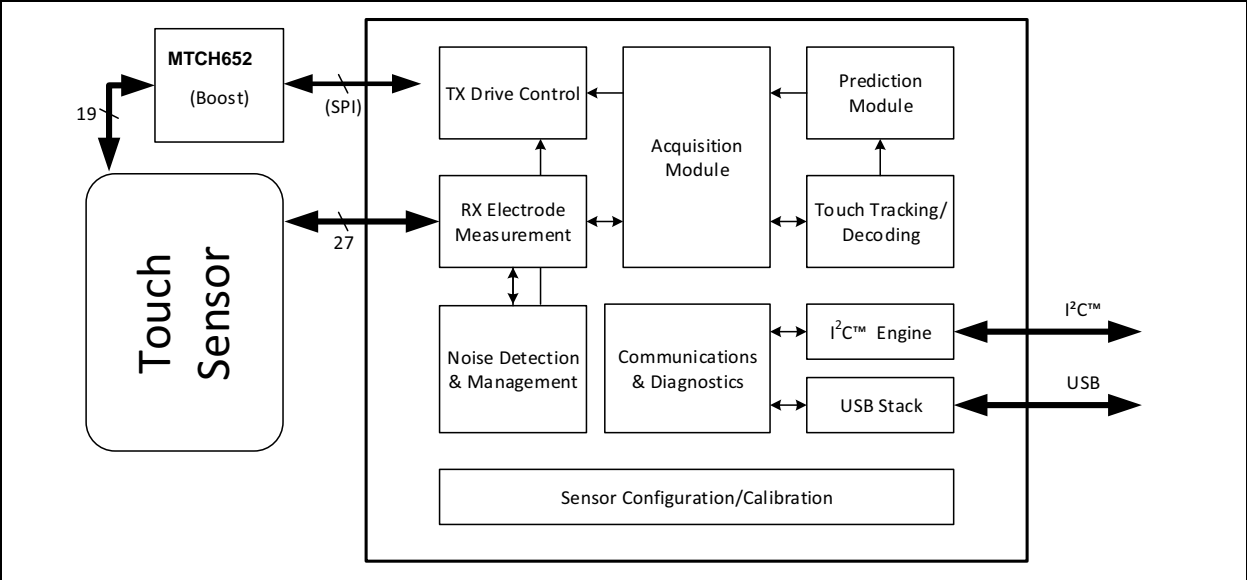 MTCH652
(Boost)
19
(SPI)
TX Drive Control
Acquisition
Module
Prediction
Module
27
RX Electrode
Measurement
Touch Tracking/
Decoding
Touch
Sensor
Noise Detection
& Management
Communications
& Diagnostics
I²C™ Engine
I²C™
USB Stack
USB
Sensor Configuration/Calibration